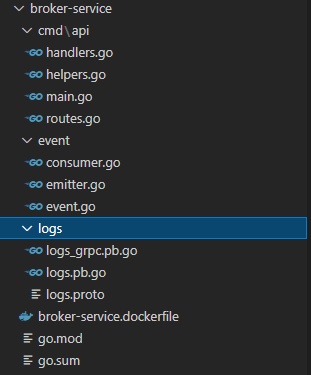 broker-service
cmd\api
handlers.go
helpers.go
main.go
routes.go
event
consumer.go
emitter.go
event.go
logs
logs_grpc.pb.go
logs.pb.go
logs.proto
broker-service.dockerfile
go.mod
go.sum